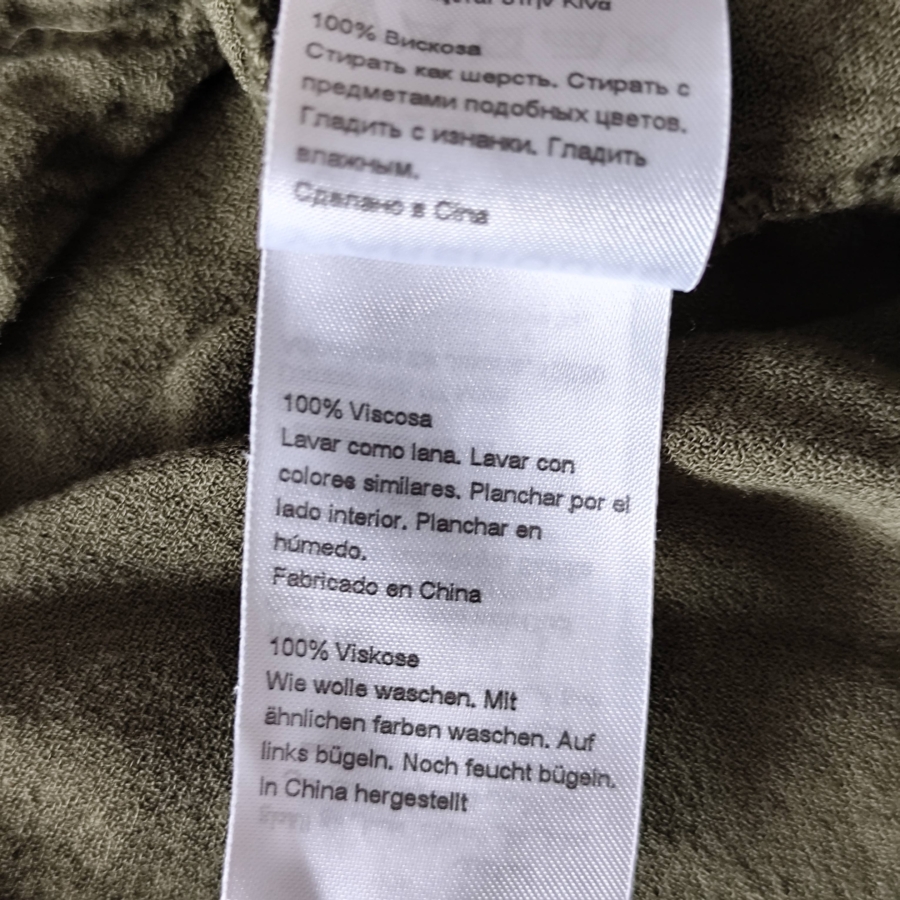 100% Вискоза
Стирать как шерсть. Стирать с
предметами подобных цветов.
Гладить с изнанки. Гладить
влажным.
Сделано в Cina
100% Viscosa
Lavar como lana. Lavar con
colores similares. Planchar por el
lado interior. Planchar en
húmedo.
Fabricado en China
100% Viskose
Wie wolle waschen. Mit
ähnlichen farben waschen. Auf
links bügeln. Noch feucht bügeln.
In China hergestellt